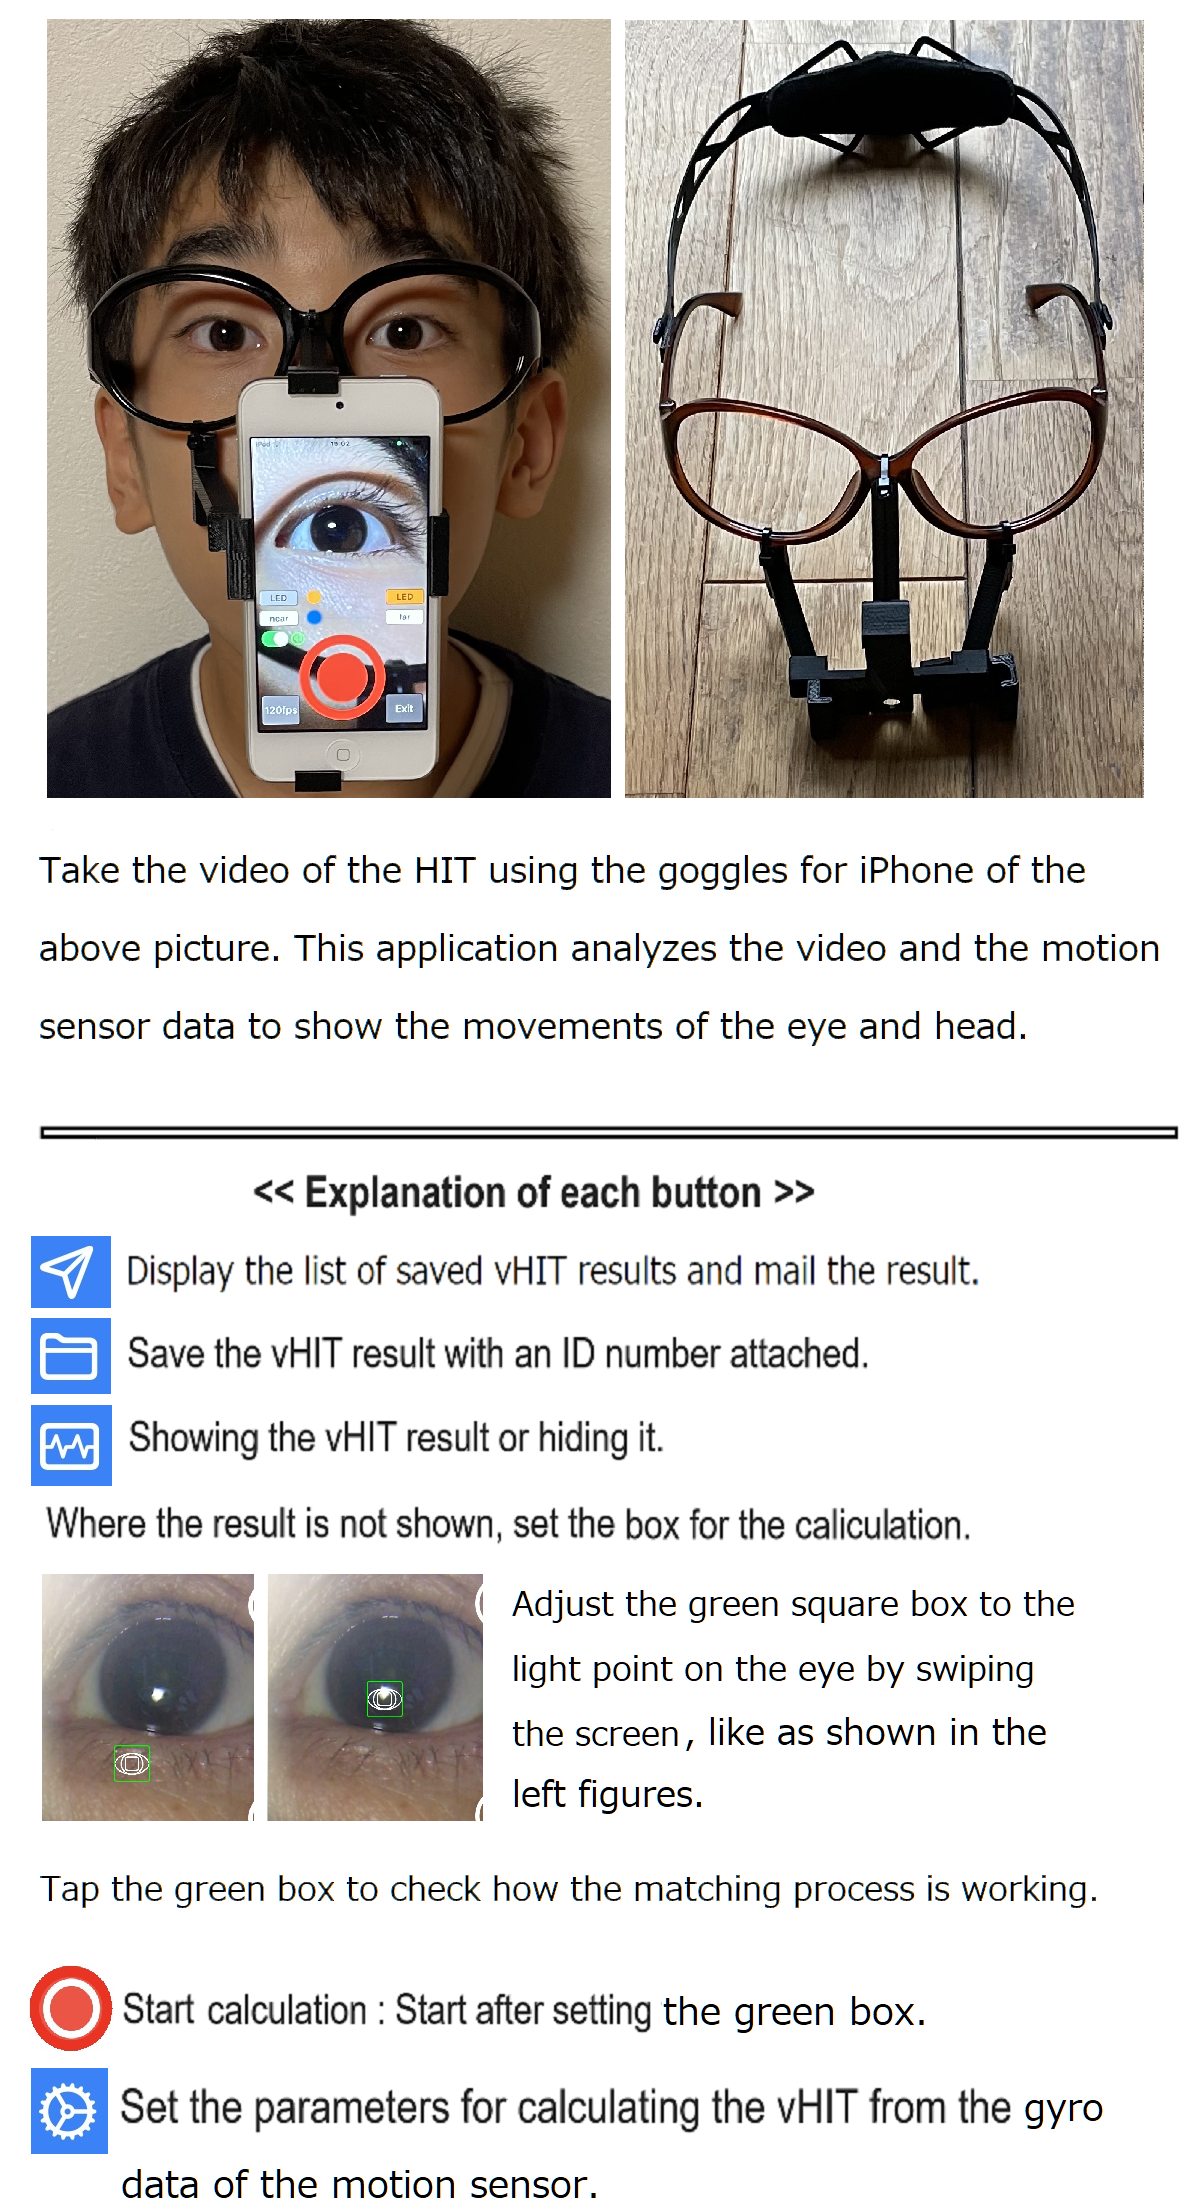 iPod 15:02
LED LED
near far
120fps Exit
Take the video of the HIT using the goggles for iPhone of the
above picture. This application analyzes the video and the motion
sensor data to show the movements of the eye and head.
<< Explanation of each button >>
Display the list of saved vHIT results and mail the result.
Save the vHIT result with an ID number attached.
Showing the vHIT result or hiding it.
Where the result is not shown, set the box for the caliculation.
Adjust the green square box to the
light point on the eye by swiping
the screen, like as shown in the
left figures.
Tap the green box to check how the matching process is working.
Start calculation : Start after setting the green box.
Set the parameters for calculating the vHIT from the gyro
data of the motion sensor.